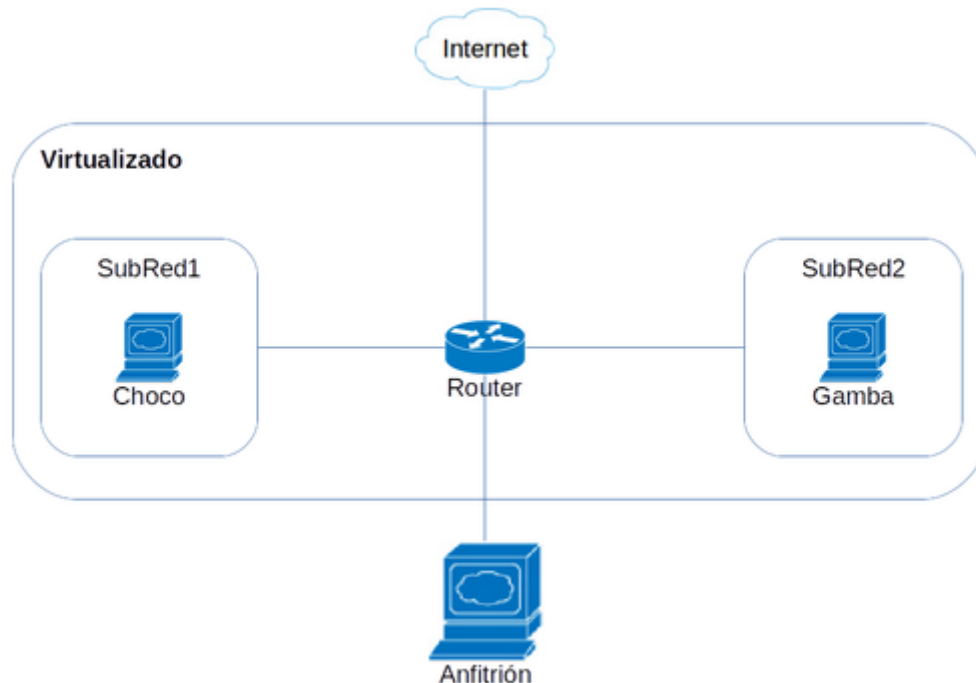 Internet
Virtualizado
SubRed1
SubRed2
Choco
Router
Gamba
Anfitrión